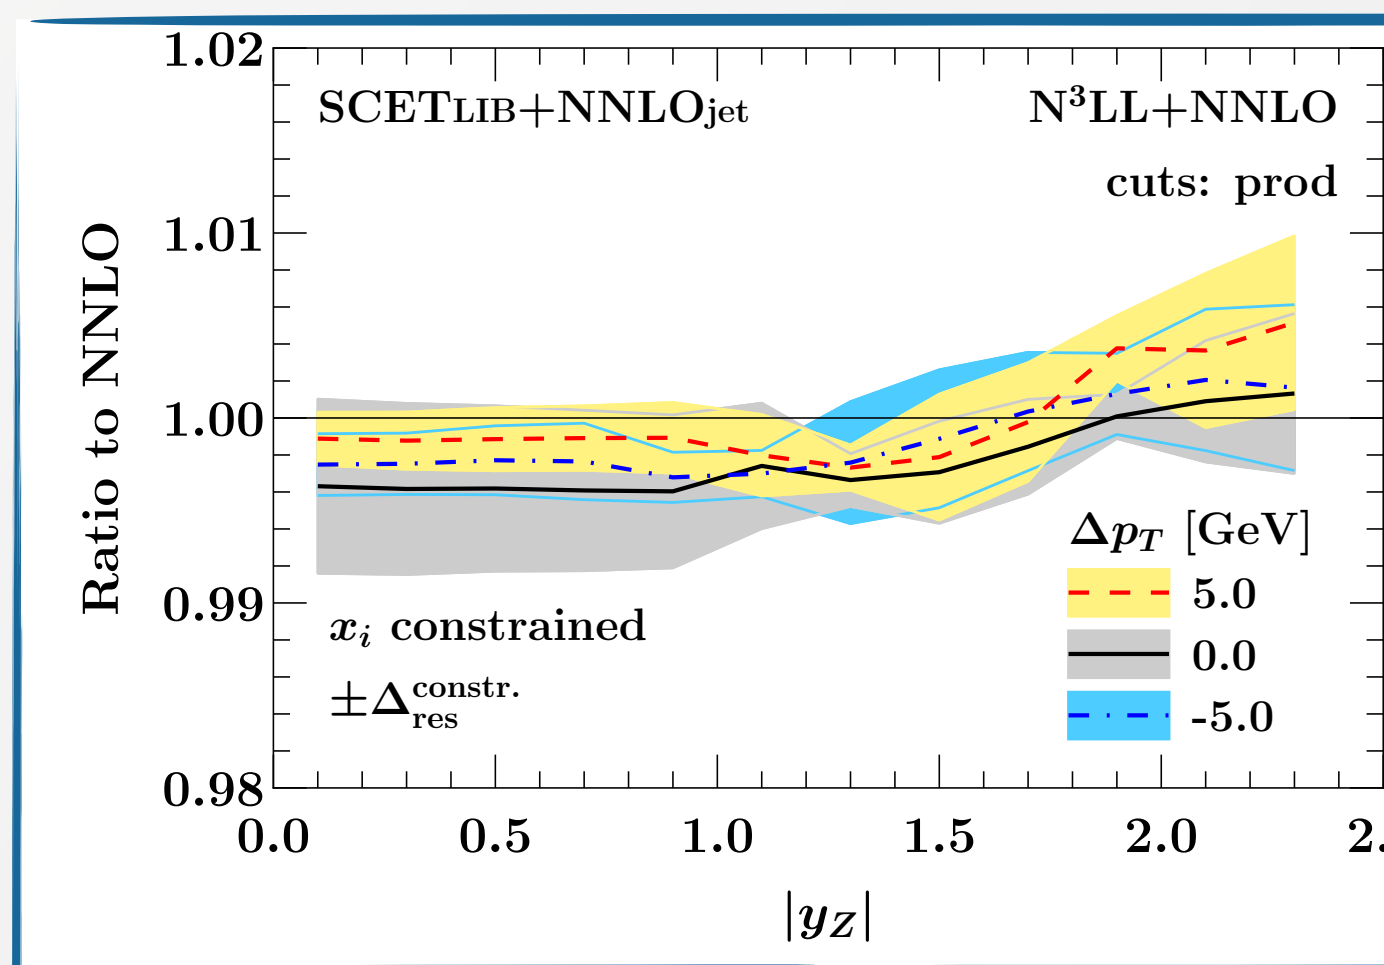 1.02
SCETLIB+NNLOjet N³LL+NNLO
cuts: prod
1.01
Ratio to NNLO
1.00
Δp_T [GeV]
5.0
0.99
x_i constrained
0.0
±Δ_res^constr.
-5.0
0.98
0.0 0.5 1.0 1.5 2.0 2.
|y_Z|